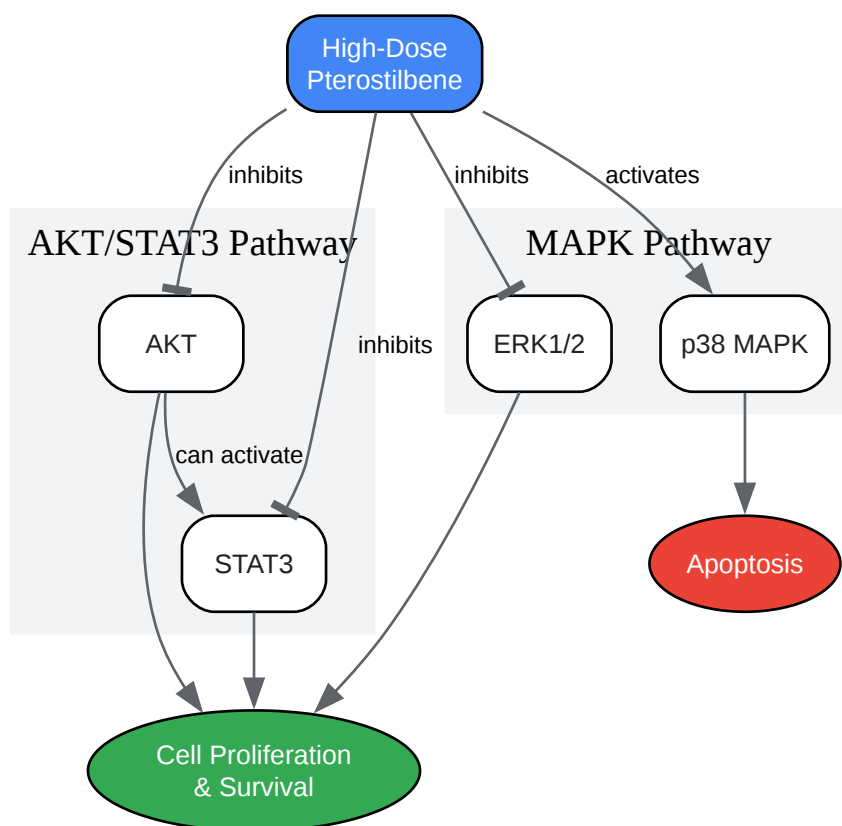 High-Dose
Pterostilbene
inhibits
inhibits
activates
AKT/STAT3 Pathway
MAPK Pathway
AKT
inhibits
ERK1/2
p38 MAPK
can activate
STAT3
Apoptosis
Cell Proliferation
& Survival